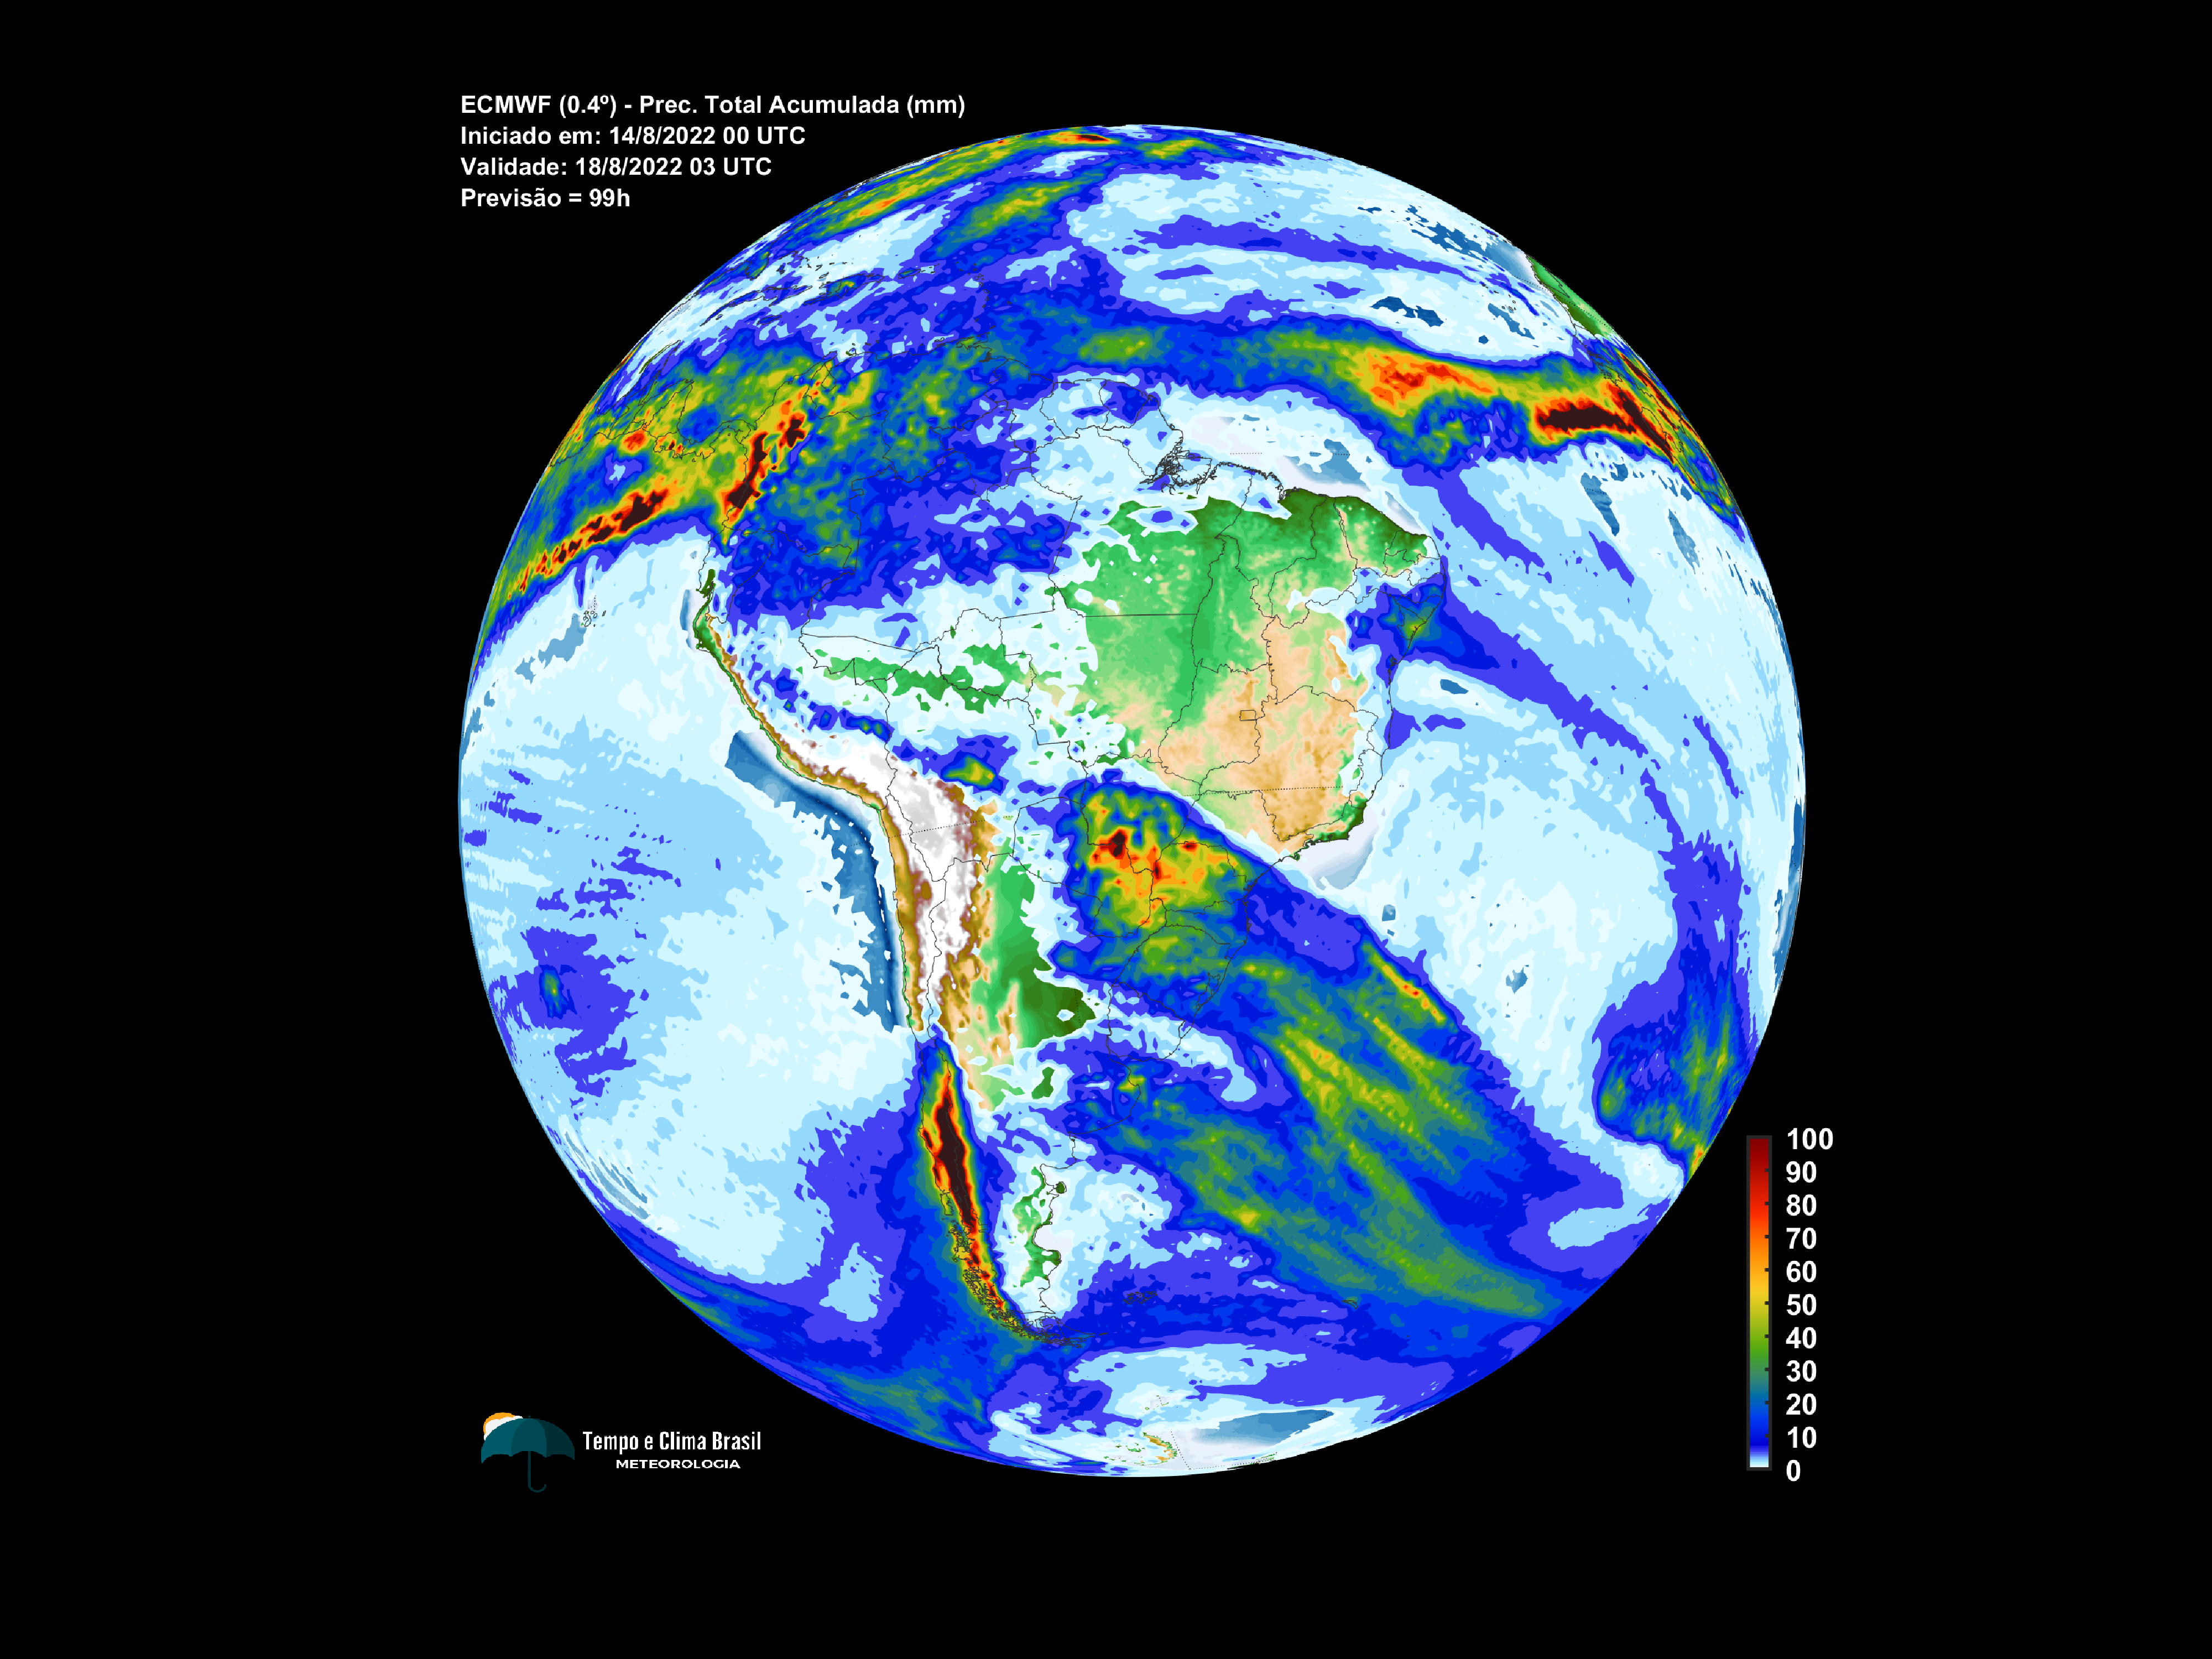 ECMWF (0.4º) - Prec. Total Acumulada (mm)
Iniciado em: 14/8/2022 00 UTC
Validade: 18/8/2022 03 UTC
Previsão = 99h
100
90
80
70
60
50
40
30
20
10
0
Tempo e Clima Brasil
METEOROLOGIA